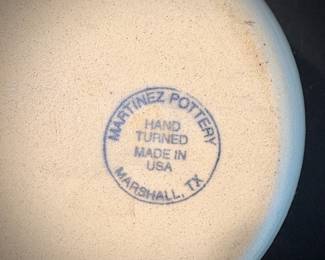 MARTINEZ POTTERY
HAND
TURNED
MADE IN
USA
MARSHALL, TX